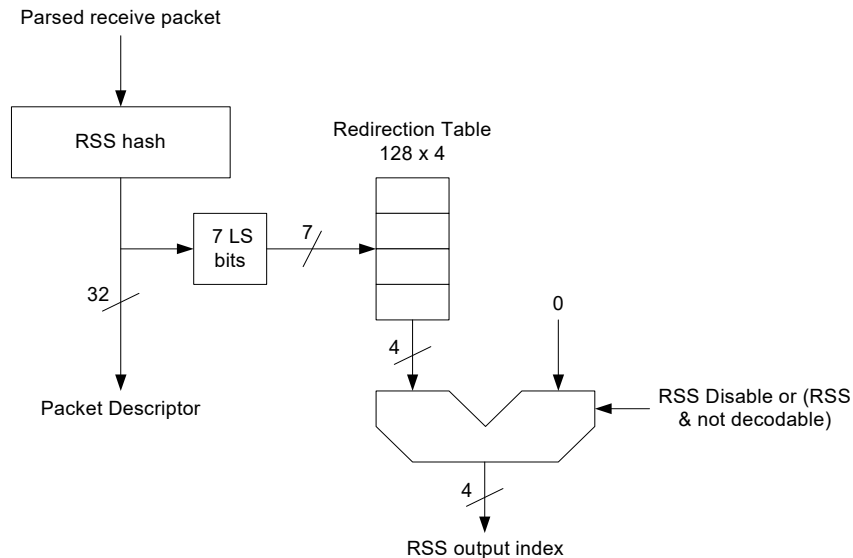 Parsed receive packet
RSS hash
Redirection Table
128 x 4
7 LS
bits
7
32
0
4
Packet Descriptor
RSS Disable or (RSS
& not decodable)
4
RSS output index